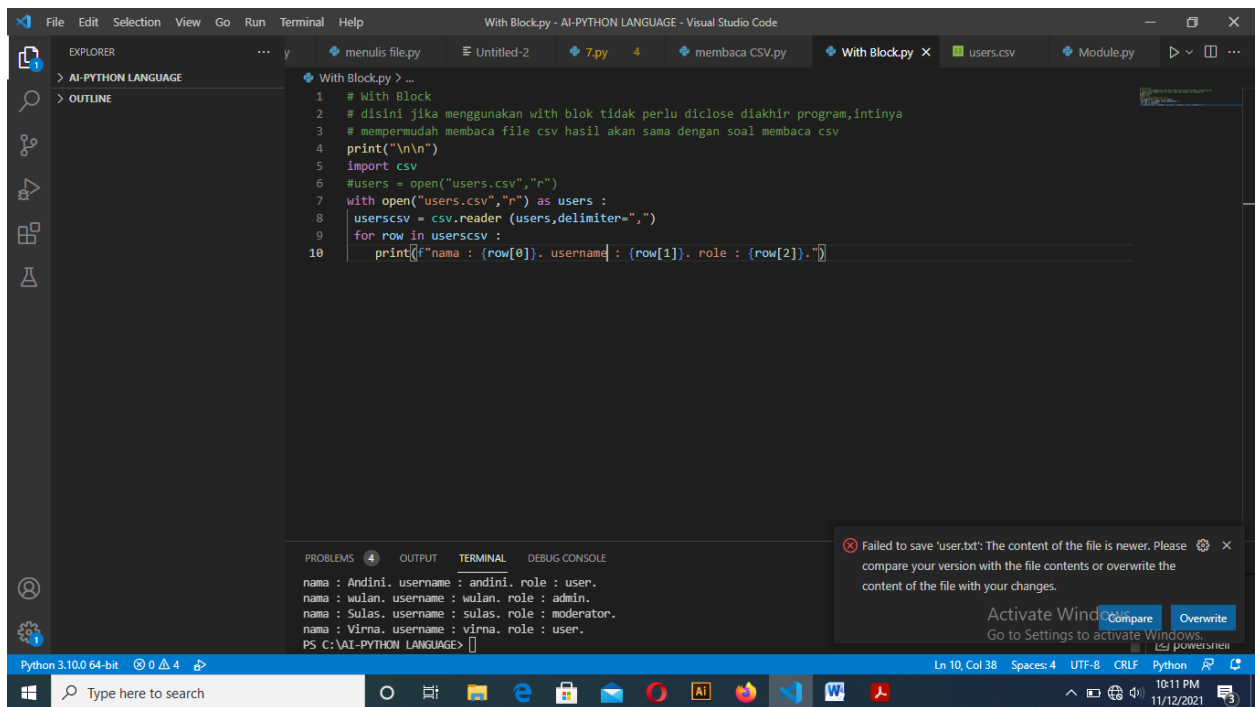 File Edit Selection View Go Run Terminal Help With Block.py - AI-PYTHON LANGUAGE - Visual Studio Code
EXPLORER ... y menulis file.py Untitled-2 7.py 4 membaca CSV.py With Block.py users.csv Module.py
AI-PYTHON LANGUAGE
OUTLINE
With Block.py > ...
1 # With Block
2 # disini jika menggunakan with blok tidak perlu diclose diakhir program,intinya
3 # mempermudah membaca file csv hasil akan sama dengan soal membaca csv
4 print("\n\n")
5 import csv
6 #users = open("users.csv","r")
7 with open("users.csv","r") as users :
8 userscsv = csv.reader (users,delimiter=",")
9 for row in userscsv :
10 print(f"nama : {row[0]}. username : {row[1]}. role : {row[2]}.")
PROBLEMS 4 OUTPUT TERMINAL DEBUG CONSOLE
nama : Andini. username : andini. role : user.
nama : wulan. username : wulan. role : admin.
nama : Sulas. username : sulas. role : moderator.
nama : Virna. username : virna. role : user.
PS C:\AI-PYTHON LANGUAGE>
Failed to save 'user.txt': The content of the file is newer. Please
compare your version with the file contents or overwrite the
content of the file with your changes.
Compare Overwrite
Activate Windows
Go to Settings to activate Windows.
powershell
1
1
Python 3.10.0 64-bit 0 4 Ln 10, Col 38 Spaces: 4 UTF-8 CRLF Python
Type here to search
Ai
W
10:11 PM
11/12/2021
3